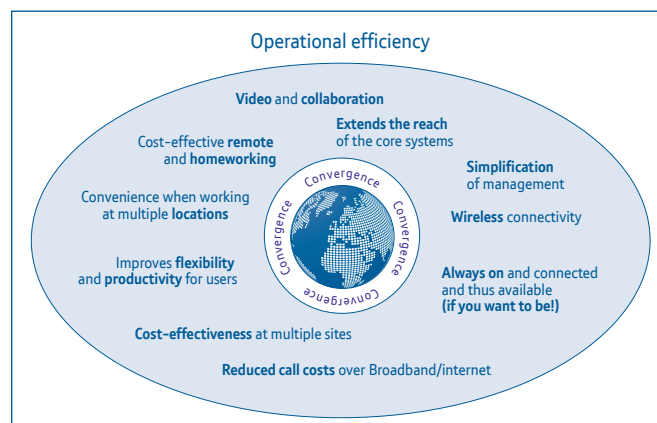 Operational efficiency
Video and collaboration
Extends the reach
of the core systems
Cost-effective remote
and homeworking
Simplification
of management
Convenience when working
at multiple locations
Wireless connectivity
Improves flexibility
and productivity for users
Always on and connected
and thus available
(if you want to be!)
Cost-effectiveness at multiple sites
Reduced call costs over Broadband/internet
Convergence
Convergence
Convergence
Convergence